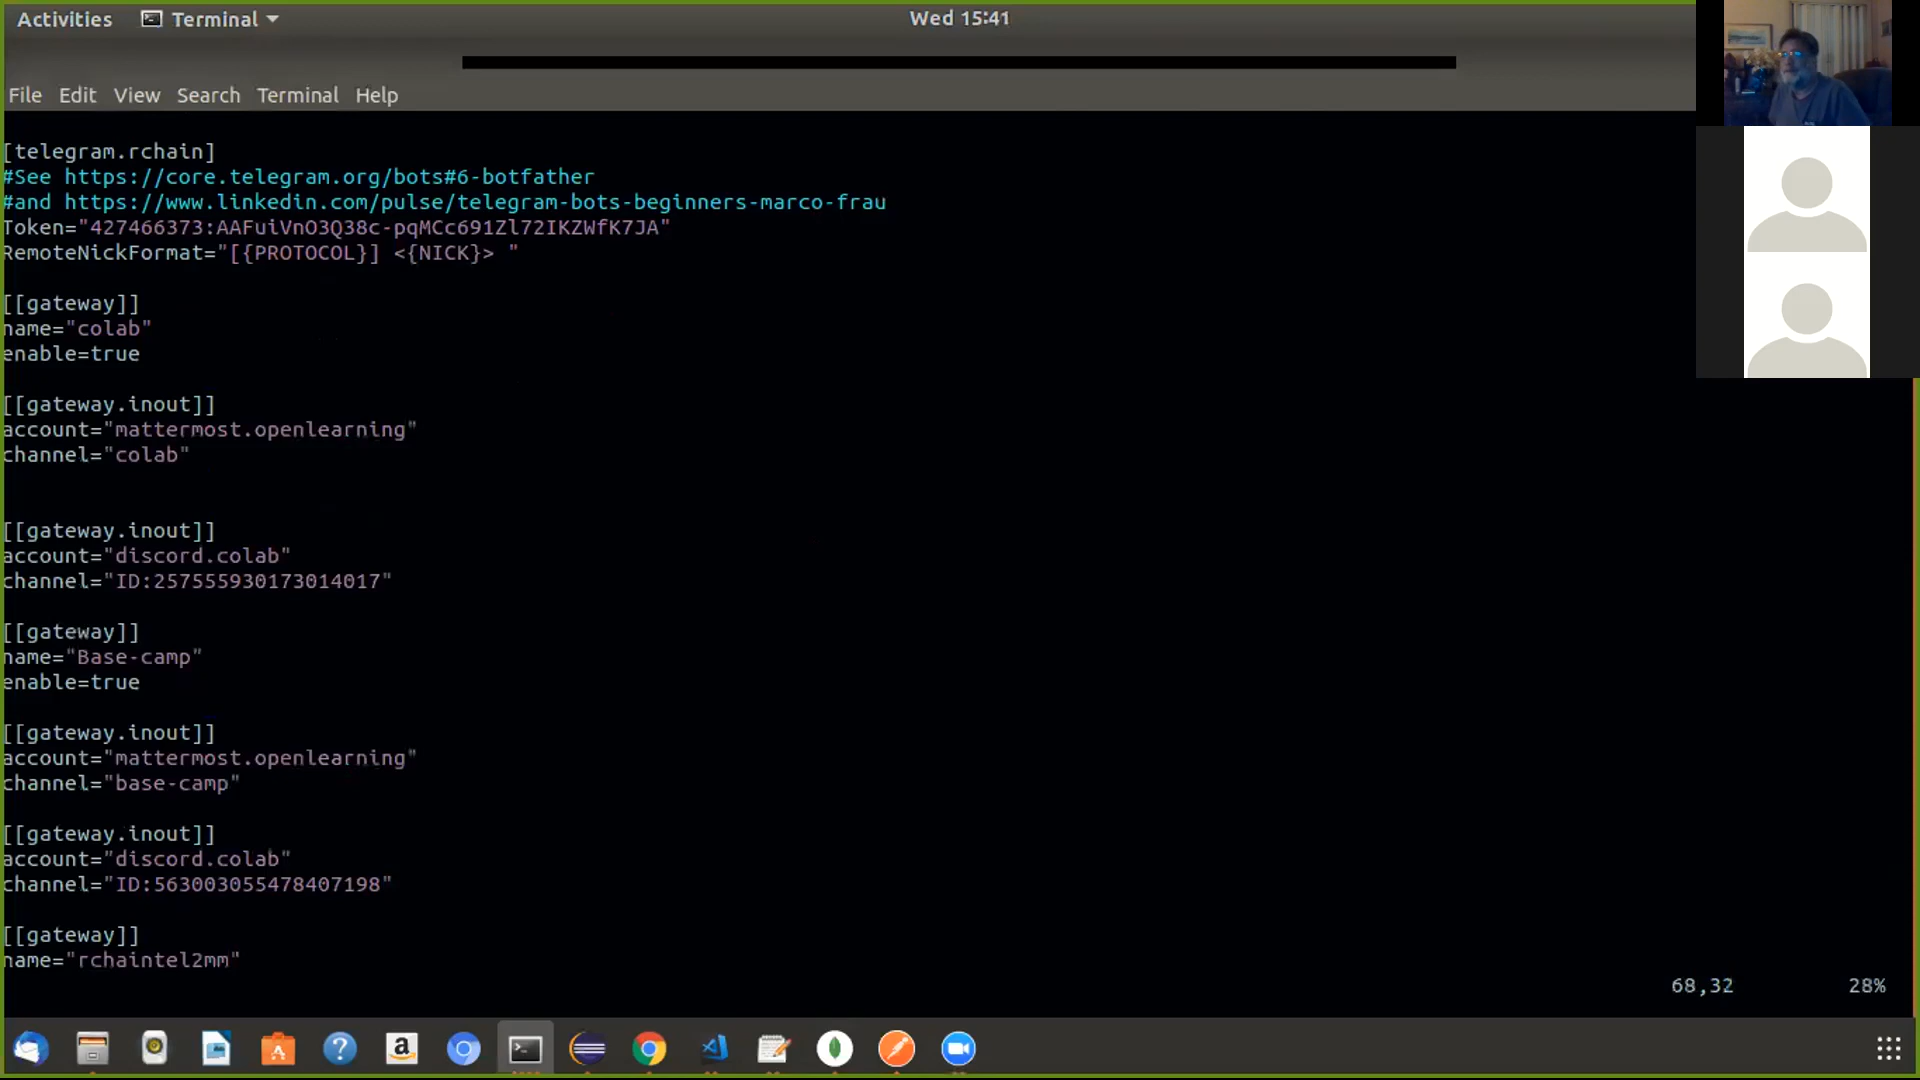 Activities Terminal Wed 15:41
File Edit View Search Terminal Help
[telegram.rchain]
#See https://core.telegram.org/bots#6-botfather
#and https://www.linkedin.com/pulse/telegram-bots-beginners-marco-frau
Token="427466373:AAFuiVnO3Q38c-pqMCc691Zl72IKZWfK7JA"
RemoteNickFormat="[{PROTOCOL}] <{NICK}> "
[[gateway]]
name="colab"
enable=true
[[gateway.inout]]
account="mattermost.openlearning"
channel="colab"
[[gateway.inout]]
account="discord.colab"
channel="ID:257555930173014017"
[[gateway]]
name="Base-camp"
enable=true
[[gateway.inout]]
account="mattermost.openlearning"
channel="base-camp"
[[gateway.inout]]
account="discord.colab"
channel="ID:563003055478407198"
[[gateway]]
name="rchaintel2mm"
68,32 28%